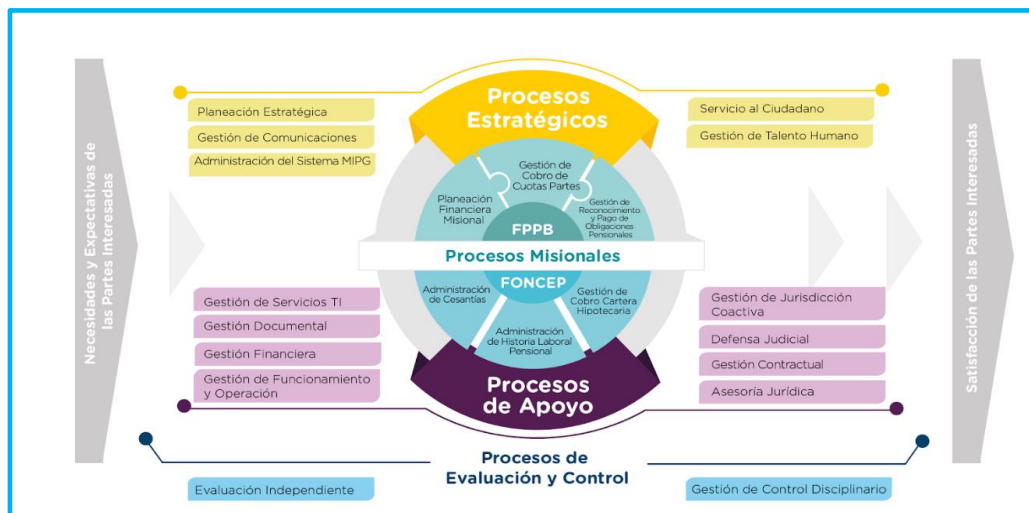 Necesidades y Expectativas de
las Partes Interesadas
Procesos
Estratégicos
Planeación Estratégica
Gestión de Comunicaciones
Administración del Sistema MIPG
Servicio al Ciudadano
Gestión de Talento Humano
Planeación
Financiera
Misional
Gestión de
Cobro de
Cuotas Partes
Gestión de
Reconocimiento
y Pago de
Obligaciones
Pensionales
FPPB
Procesos Misionales
FONCEP
Administración
de Cesantías
Administración
de Historia Laboral
Pensional
Gestión de
Cobro Cartera
Hipotecaria
Gestión de Servicios TI
Gestión Documental
Gestión Financiera
Gestión de Funcionamiento
y Operación
Gestión de Jurisdicción
Coactiva
Defensa Judicial
Gestión Contractual
Asesoría Jurídica
Procesos
de Apoyo
Procesos de
Evaluación y Control
Evaluación Independiente
Gestión de Control Disciplinario
Satisfacción de las Partes Interesadas